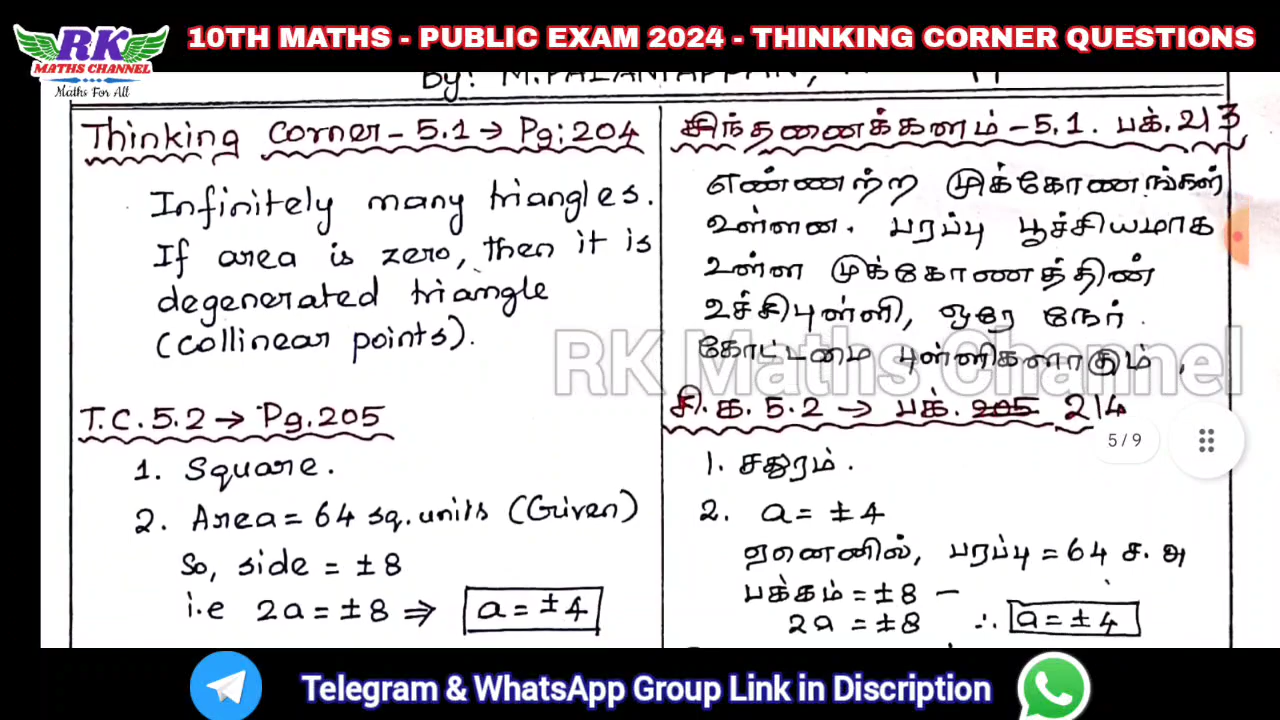 RK
MATHS CHANNEL
Maths For All
10TH MATHS - PUBLIC EXAM 2024 - THINKING CORNER QUESTIONS
By: M.PALANIAPPAN,
Thinking Corner - 5.1 → Pg:204
Infinitely many triangles.
If area is zero, then it is
degenerated triangle
(collinear points).
T.C.5.2 → Pg.205
1. Square.
2. Area = 64 sq.units (Given)
So, side = ±8
i.e 2a = ±8 ⇒ a = ±4
சிந்தனைக்களம் - 5.1. பக். 213
எண்ணற்ற முக்கோணங்கள்
உள்ளன. பரப்பு பூச்சியமாக
உள்ள முக்கோணத்தின்
உச்சிபுள்ளி, ஒரே நேர்
கோட்டமை புள்ளிகளாகும்.
சி.க.5.2 → பக். 205 214
1. சதுரம்.
2. a = ±4
ஏனெனில், பரப்பு = 64 ச.அ
பக்கம் = ±8
2a = ±8 ∴ a = ±4
RK Maths Channel
5/9
Telegram & WhatsApp Group Link in Discription